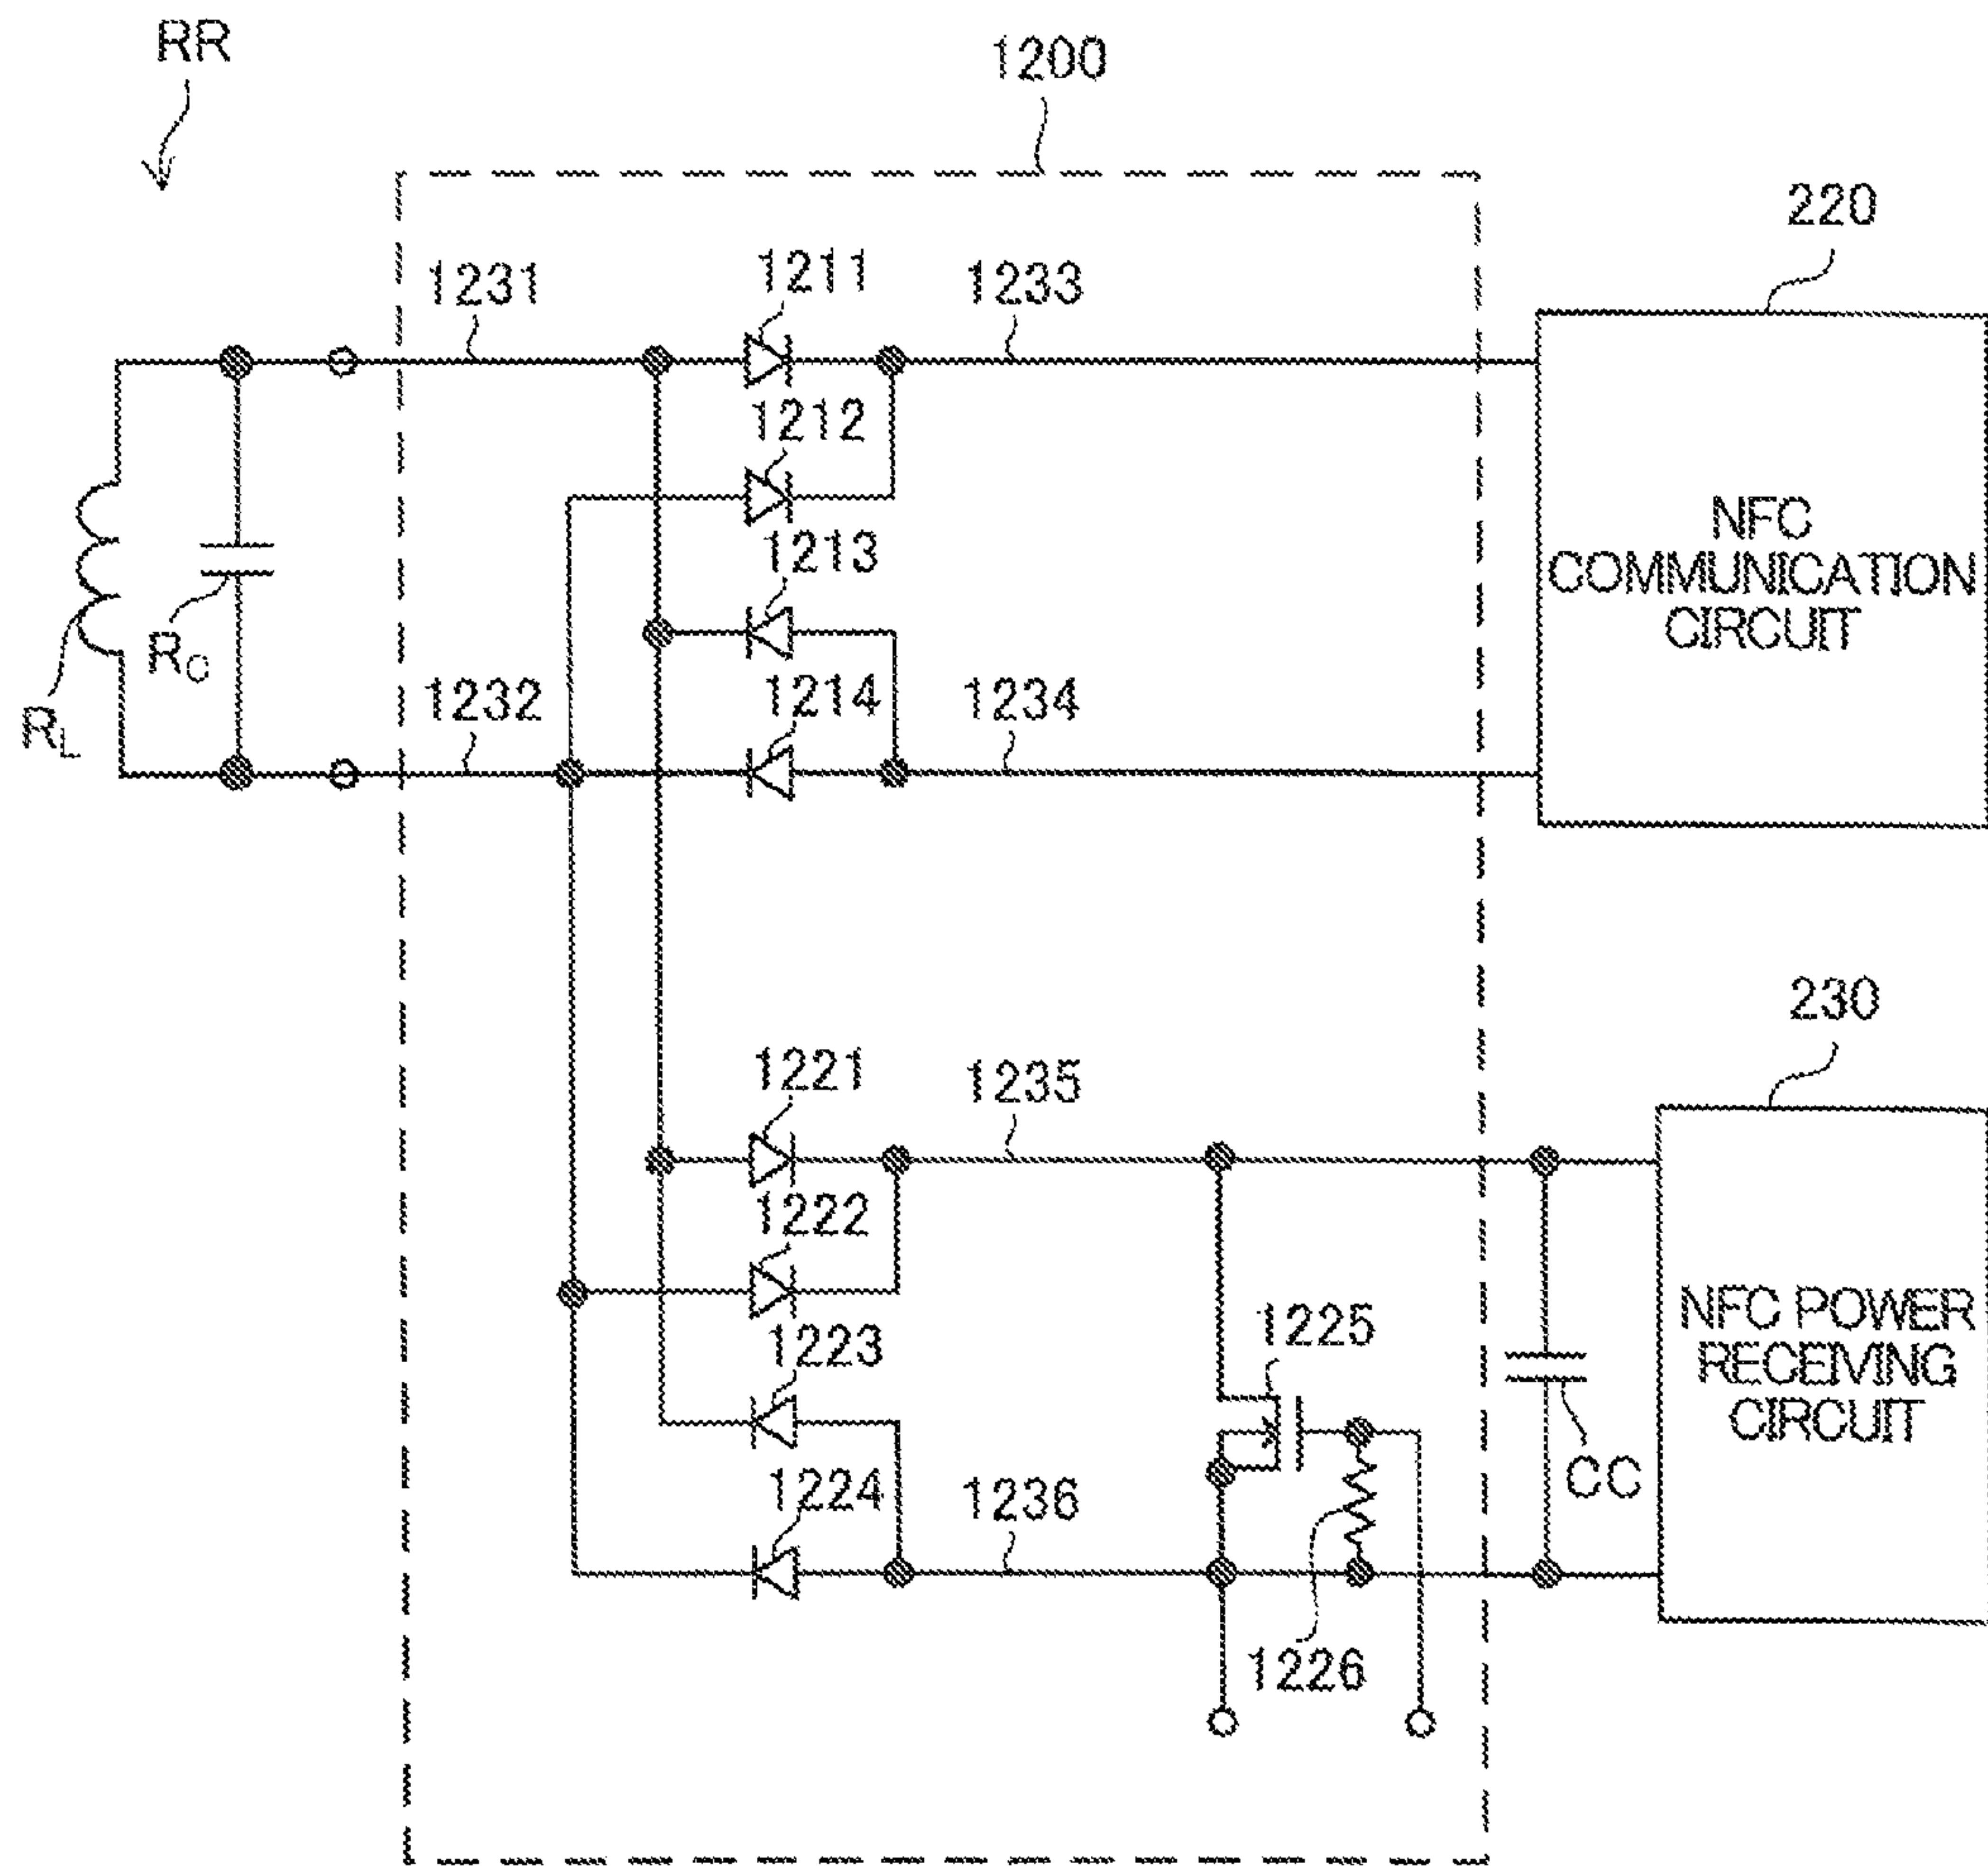 RR
1200
220
1231
1211
1233
1212
1213
RC
RL
1232
1214
1234
NFC
COMMUNICATION
CIRCUIT
230
1221
1235
1222
1223
1225
NFC POWER
RECEIVING
CIRCUIT
1224
1236
CC
1226